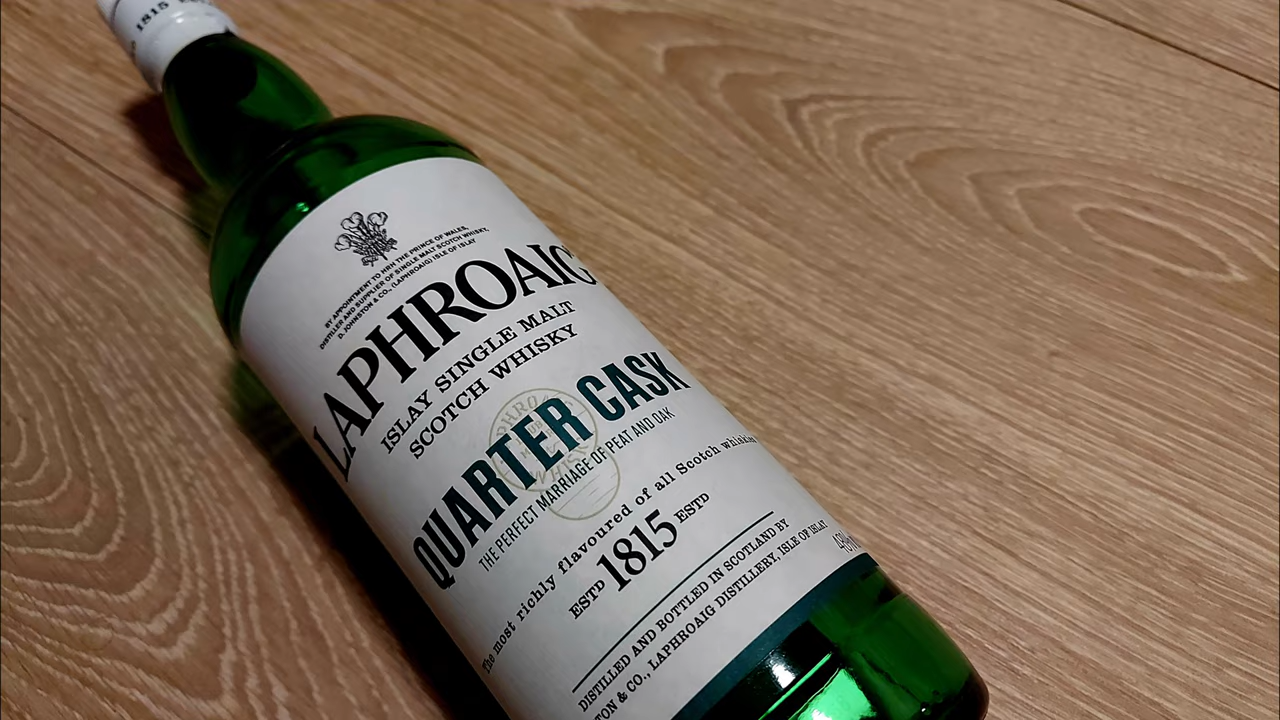 1815
BY APPOINTMENT TO HRH THE PRINCE OF WALES,
DISTILLER AND SUPPLIER OF SINGLE MALT SCOTCH WHISKY,
D. JOHNSTON & CO., (LAPHROAIG) ISLE OF ISLAY
LAPHROAIG
ISLAY SINGLE MALT
SCOTCH WHISKY
QUARTER CASK
THE PERFECT MARRIAGE OF PEAT AND OAK
The most richly flavoured of all Scotch whiskies
ESTD 1815 ESTD
DISTILLED AND BOTTLED IN SCOTLAND BY
TON & CO., LAPHROAIG DISTILLERY, ISLE OF ISLAY
48%